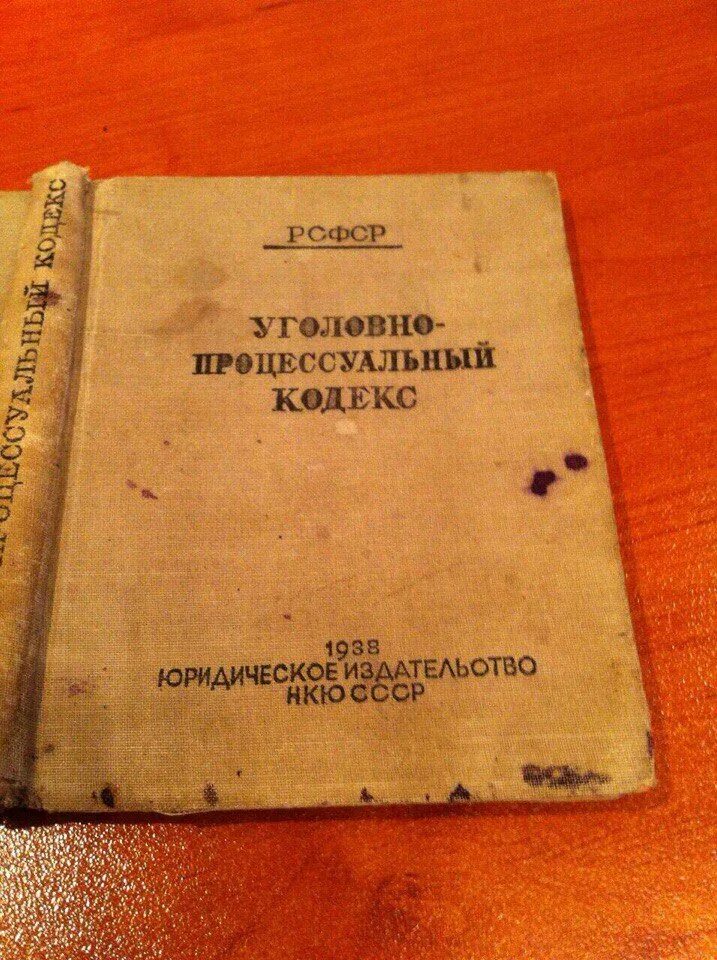 РСФСР
УГОЛОВНО-
ПРОЦЕССУАЛЬНЫЙ
КОДЕКС
1938
ЮРИДИЧЕСКОЕ ИЗДАТЕЛЬСТВО
НКЮ СССР
ПРОЦЕССУАЛЬНЫЙ КОДЕКС